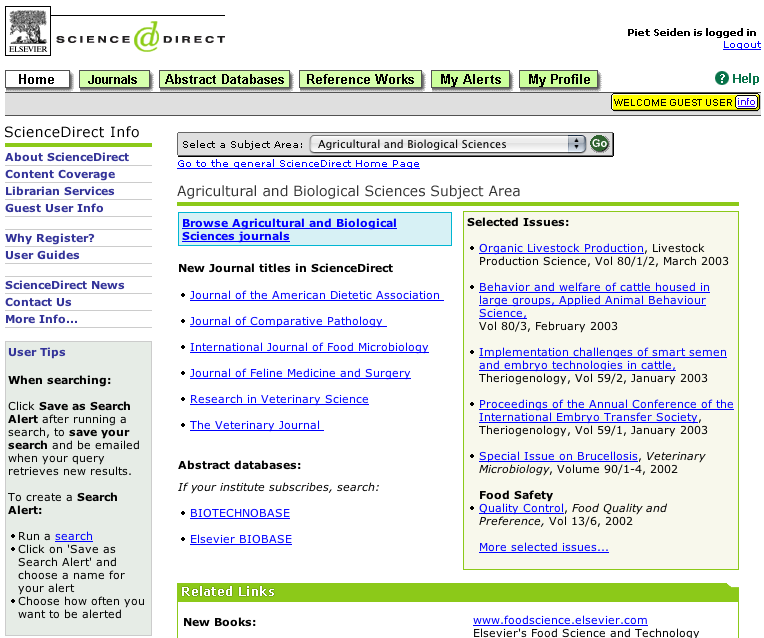 ELSEVIER
SCIENCE @ DIRECT
Piet Seiden is logged in
Logout
Home
Journals
Abstract Databases
Reference Works
My Alerts
My Profile
? Help
WELCOME GUEST USER info
ScienceDirect Info
About ScienceDirect
Content Coverage
Librarian Services
Guest User Info
Why Register?
User Guides
ScienceDirect News
Contact Us
More Info...
User Tips
When searching:
Click Save as Search
Alert after running a
search, to save your
search and be emailed
when your query
retrieves new results.
To create a Search
Alert:
• Run a search
• Click on 'Save as
Search Alert' and
choose a name for
your alert
• Choose how often you
want to be alerted
Select a Subject Area: Agricultural and Biological Sciences Go
Go to the general ScienceDirect Home Page
Agricultural and Biological Sciences Subject Area
Browse Agricultural and Biological
Sciences journals
New Journal titles in ScienceDirect
• Journal of the American Dietetic Association
• Journal of Comparative Pathology
• International Journal of Food Microbiology
• Journal of Feline Medicine and Surgery
• Research in Veterinary Science
• The Veterinary Journal
Abstract databases:
If your institute subscribes, search:
• BIOTECHNOBASE
• Elsevier BIOBASE
Selected Issues:
• Organic Livestock Production, Livestock
Production Science, Vol 80/1/2, March 2003
• Behavior and welfare of cattle housed in
large groups, Applied Animal Behaviour
Science,
Vol 80/3, February 2003
• Implementation challenges of smart semen
and embryo technologies in cattle,
Theriogenology, Vol 59/2, January 2003
• Proceedings of the Annual Conference of the
International Embryo Transfer Society,
Theriogenology, Vol 59/1, January 2003
• Special Issue on Brucellosis, Veterinary
Microbiology, Volume 90/1-4, 2002
Food Safety
• Quality Control, Food Quality and
Preference, Vol 13/6, 2002
More selected issues...
Related Links
New Books:
www.foodscience.elsevier.com
Elsevier's Food Science and Technology